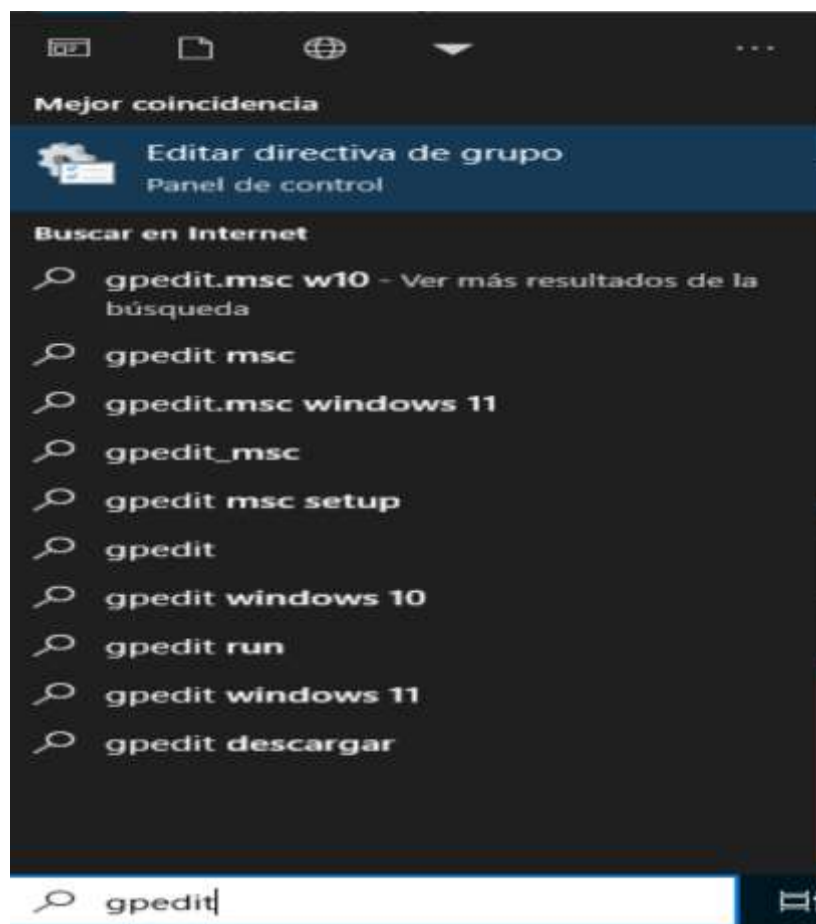 Mejor coincidencia
Editar directiva de grupo
Panel de control
Buscar en Internet
gpedit.msc w10 - Ver más resultados de la
búsqueda
gpedit msc
gpedit.msc windows 11
gpedit_msc
gpedit msc setup
gpedit
gpedit windows 10
gpedit run
gpedit windows 11
gpedit descargar
gpedit